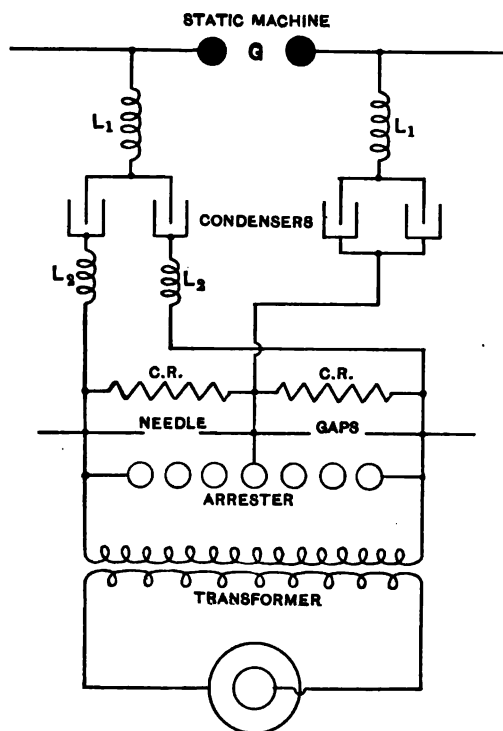 STATIC MACHINE
G
L₁
L₁
CONDENSERS
L₂
L₂
C.R.
C.R.
NEEDLE
GAPS
ARRESTER
TRANSFORMER